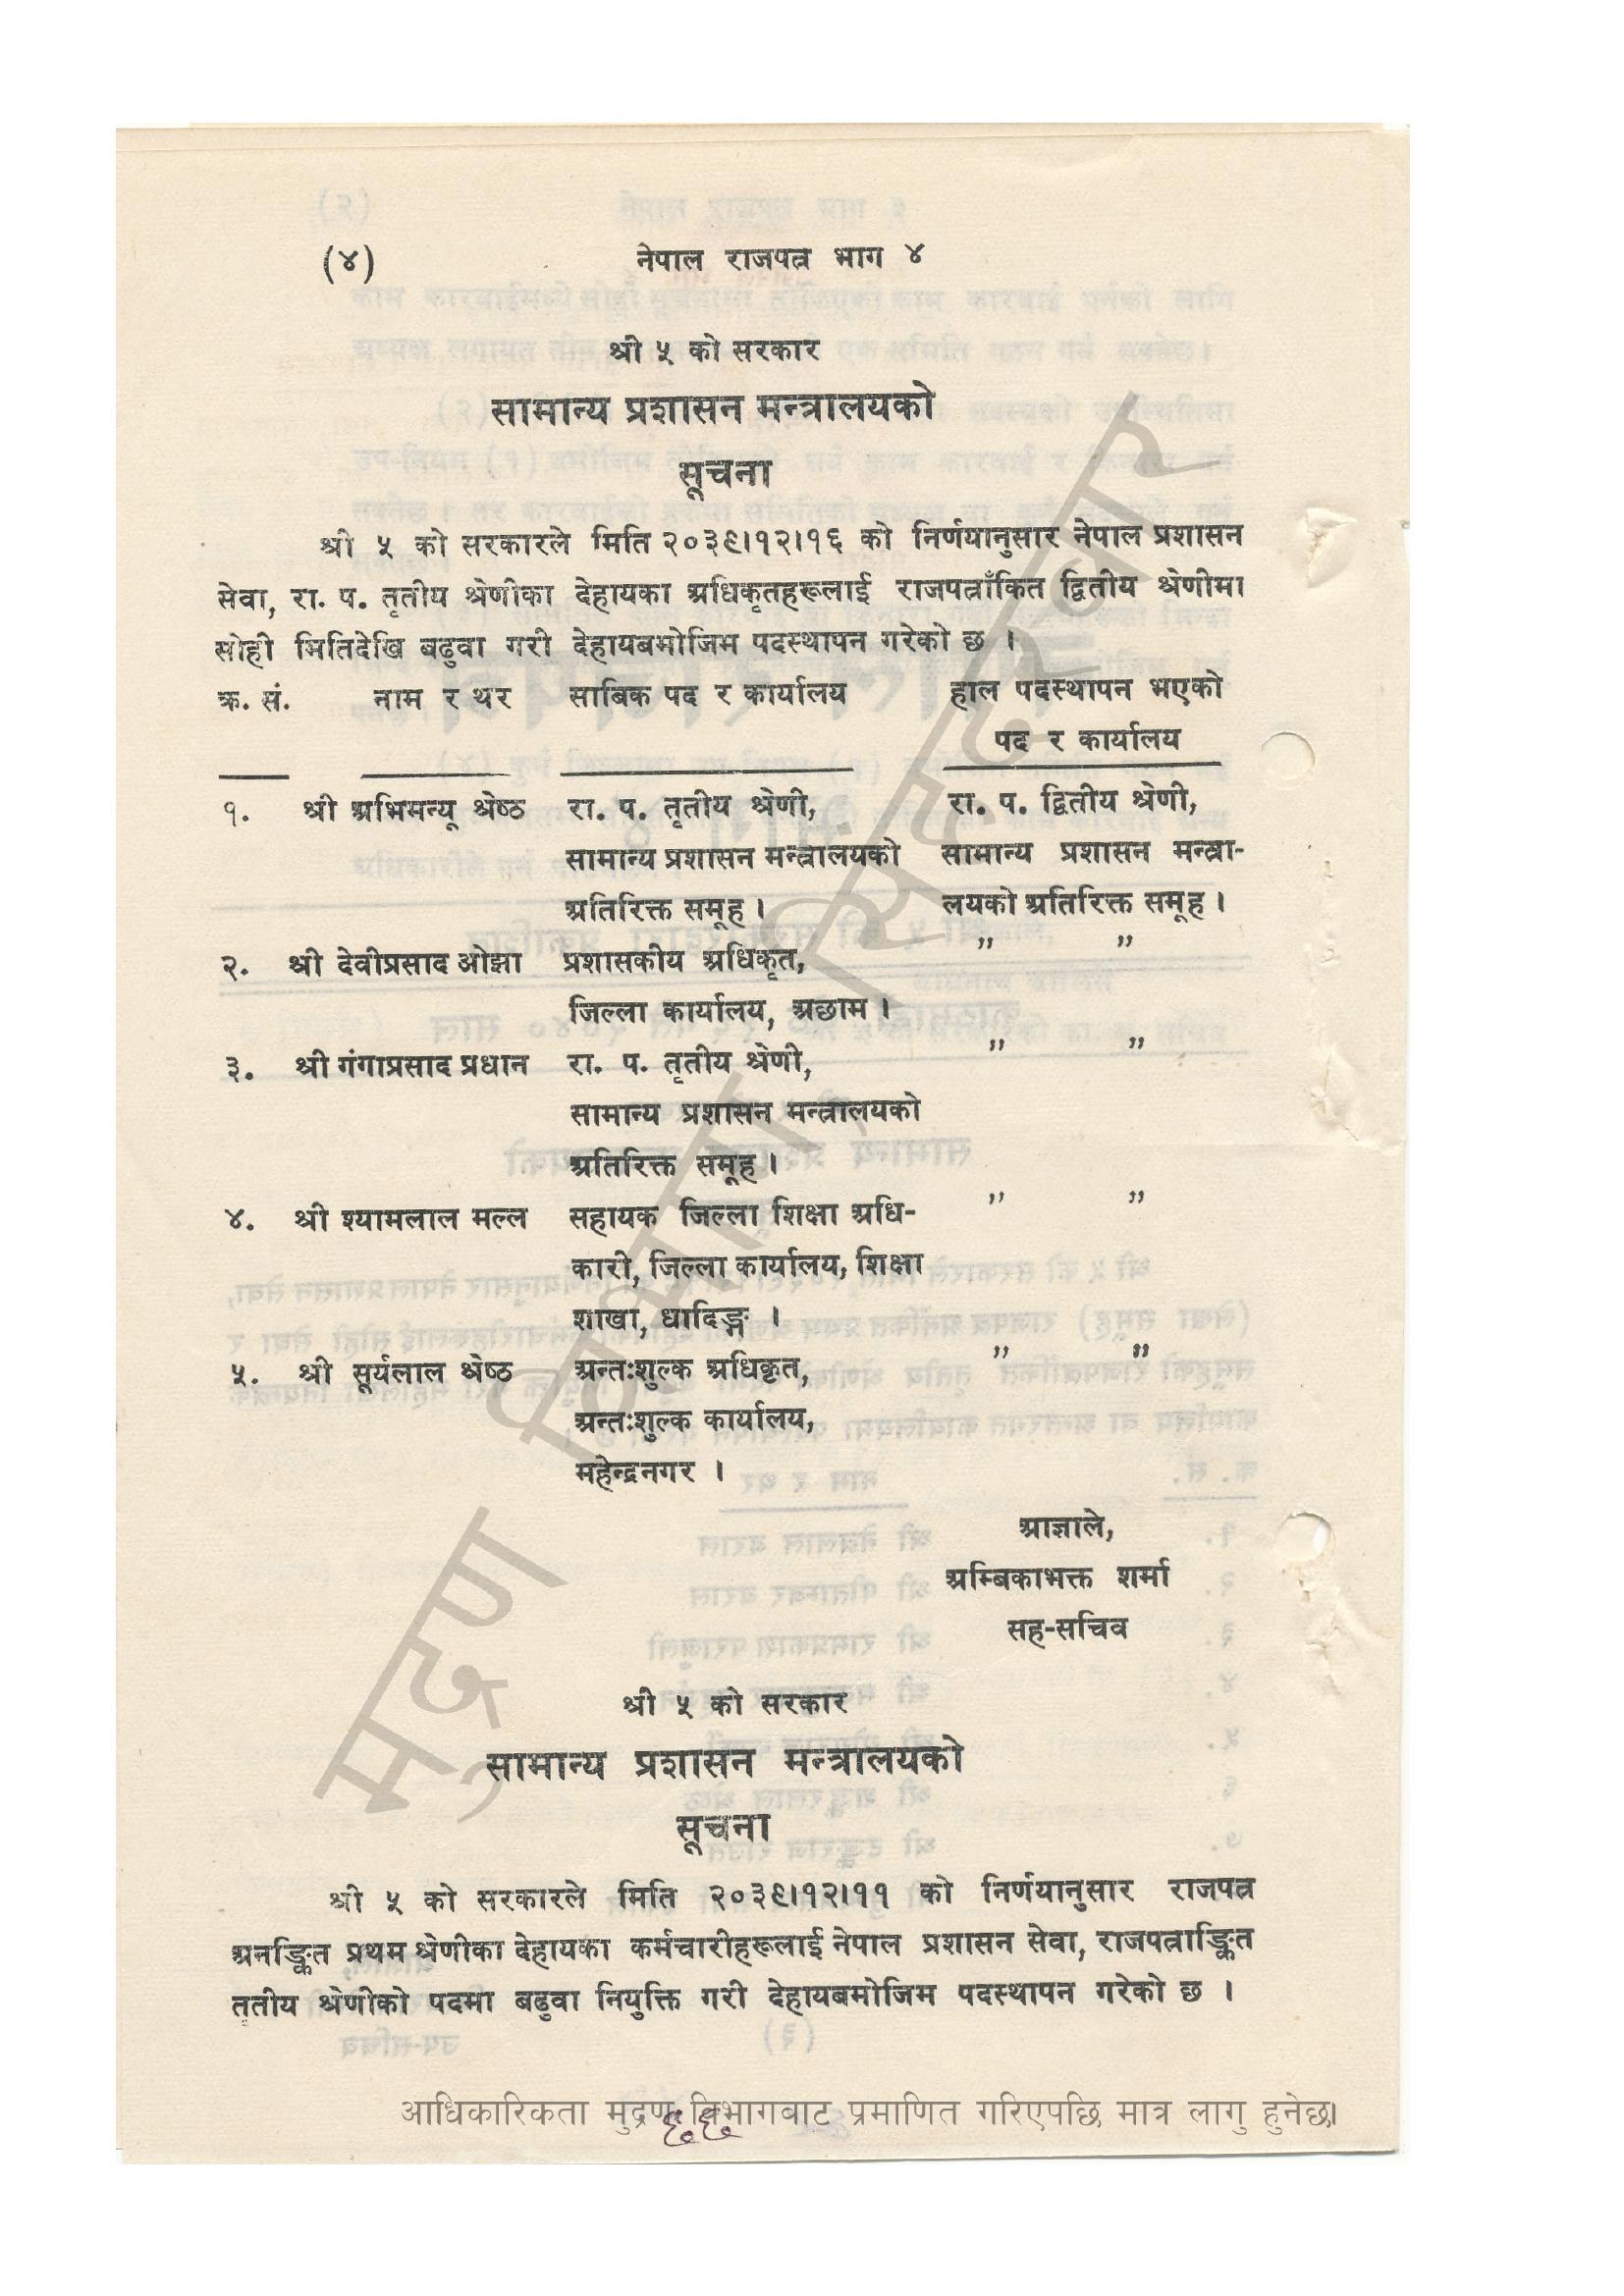 (४) नेपाल राजपत्र भाग ४
श्री ५ को सरकार
सामान्य प्रशासन मन्त्रालयको
सूचना
श्री ५ को सरकारले मिति २०३९।१२।१६ को निर्णयानुसार नेपाल प्रशासन
सेवा, रा. प. तृतीय श्रेणीका देहायका अधिकृतहरूलाई राजपत्राँकित द्वितीय श्रेणीमा
सोही मितिदेखि बढुवा गरी देहायबमोजिम पदस्थापन गरेको छ ।
क्र. सं. नाम र थर साबिक पद र कार्यालय हाल पदस्थापन भएको
पद र कार्यालय
१. श्री अभिमन्यू श्रेष्ठ रा. प. तृतीय श्रेणी, रा. प. द्वितीय श्रेणी,
सामान्य प्रशासन मन्त्रालयको सामान्य प्रशासन मन्त्रा-
अतिरिक्त समूह । लयको अतिरिक्त समूह ।
२. श्री देवीप्रसाद ओझा प्रशासकीय अधिकृत, ” ”
जिल्ला कार्यालय, अछाम ।
३. श्री गंगाप्रसाद प्रधान रा. प. तृतीय श्रेणी, ” ”
सामान्य प्रशासन मन्त्रालयको
अतिरिक्त समूह ।
४. श्री श्यामलाल मल्ल सहायक जिल्ला शिक्षा अधि- ” ”
कारी, जिल्ला कार्यालय, शिक्षा
शाखा, धादिङ्ग ।
५. श्री सूर्यलाल श्रेष्ठ अन्तःशुल्क अधिकृत, ” ”
अन्तःशुल्क कार्यालय,
महेन्द्रनगर ।
आज्ञाले,
अम्बिकाभक्त शर्मा
सह-सचिव
श्री ५ को सरकार
सामान्य प्रशासन मन्त्रालयको
सूचना
श्री ५ को सरकारले मिति २०३९।१२।११ को निर्णयानुसार राजपत्र
अनङ्कित प्रथम श्रेणीका देहायका कर्मचारीहरूलाई नेपाल प्रशासन सेवा, राजपत्राङ्कित
तृतीय श्रेणीको पदमा बढुवा नियुक्ति गरी देहायबमोजिम पदस्थापन गरेको छ ।
आधिकारिकता मुद्रण विभागबाट प्रमाणित गरिएपछि मात्र लागु हुनेछ।
६६